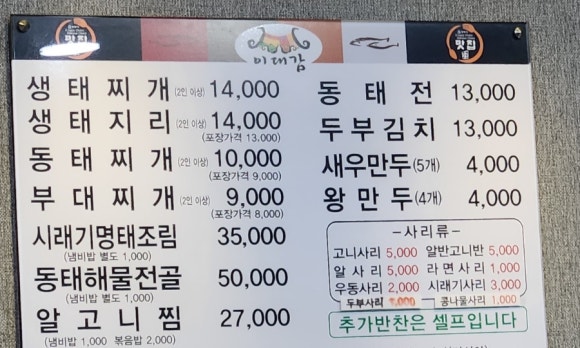 맛집
이대감
맛집
생태찌개(2인 이상) 14,000
생태지리(2인 이상) 14,000
(포장가격 13,000)
동태찌개(2인 이상) 10,000
(포장가격 9,000)
부대찌개(2인 이상) 9,000
(포장가격 8,000)
시래기명태조림 35,000
(냄비밥 별도 1,000)
동태해물전골 50,000
(냄비밥 별도 1,000)
알고니찜 27,000
(냄비밥 1,000 볶음밥 2,000)
동태전 13,000
두부김치 13,000
새우만두(5개) 4,000
왕만두(4개) 4,000
-사리류-
고니사리 5,000 알반고니반 5,000
알사리 5,000 라면사리 1,000
우동사리 2,000 시래기사리 3,000
두부사리 1,000 콩나물사리 1,000
추가반찬은 셀프입니다